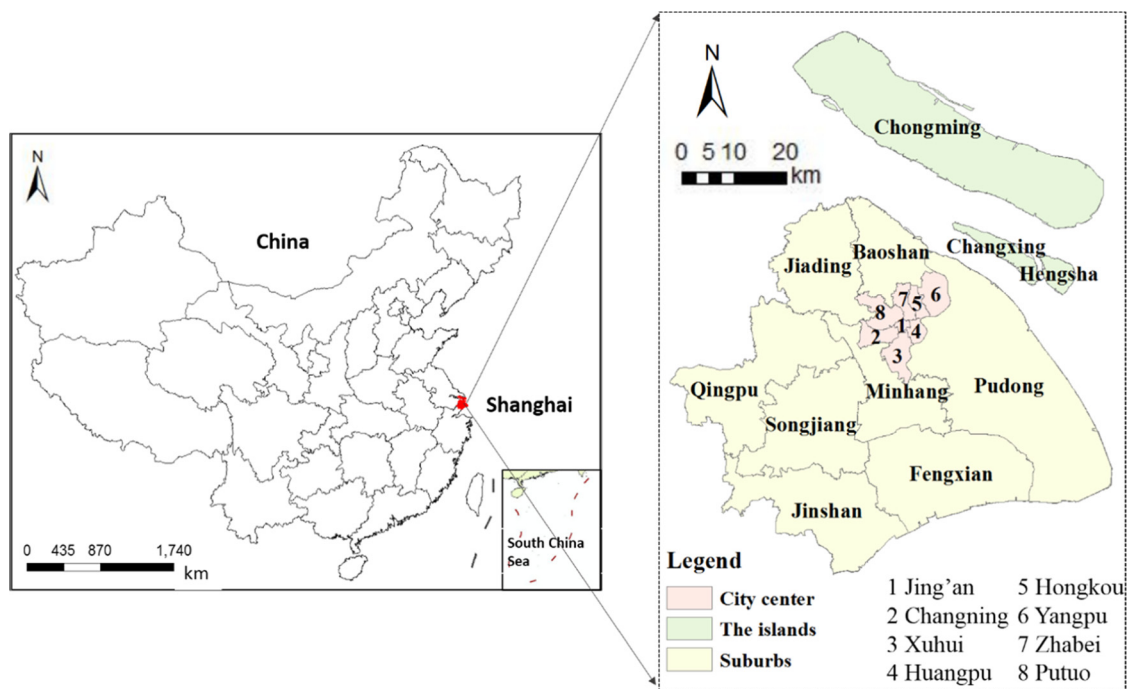 N
China
Shanghai
South China
Sea
0 435 870 1,740
km
N
0 5 10 20
km
Chongming
Changxing
Hengsha
Baoshan
Jiading
7
5
6
8
1
4
2
3
Qingpu
Minhang
Pudong
Songjiang
Fengxian
Jinshan
Legend
City center
The islands
Suburbs
1 Jing’an
2 Changning
3 Xuhui
4 Huangpu
5 Hongkou
6 Yangpu
7 Zhabei
8 Putuo